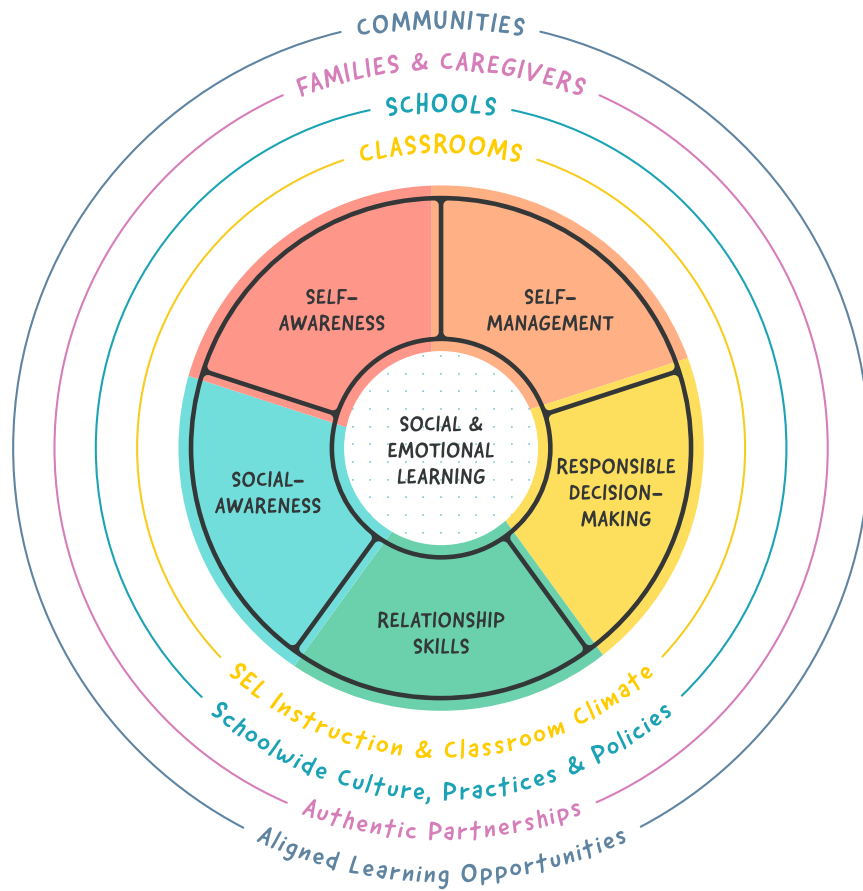 COMMUNITIES
FAMILIES & CAREGIVERS
SCHOOLS
CLASSROOMS
SELF-
AWARENESS
SELF-
MANAGEMENT
SOCIAL &
EMOTIONAL
LEARNING
SOCIAL-
AWARENESS
RESPONSIBLE
DECISION-
MAKING
RELATIONSHIP
SKILLS
SEL Instruction & Classroom Climate
Schoolwide Culture, Practices & Policies
Authentic Partnerships
Aligned Learning Opportunities